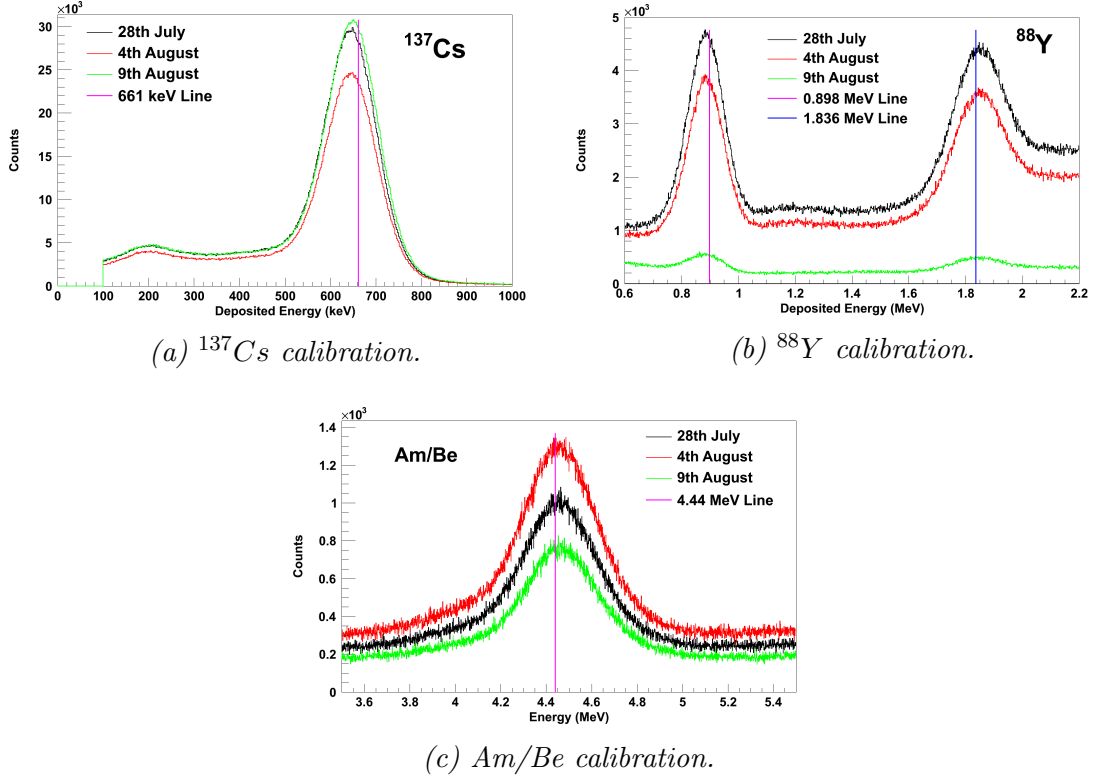 ×10³
30
25
20
15
10
5
0
Counts
28th July
4th August
9th August
661 keV Line
¹³⁷Cs
0 100 200 300 400 500 600 700 800 900 1000
Deposited Energy (keV)
(a) ¹³⁷Cs calibration.
×10³
5
4
3
2
1
0
Counts
28th July
4th August
9th August
0.898 MeV Line
1.836 MeV Line
⁸⁸Y
0.6 0.8 1 1.2 1.4 1.6 1.8 2 2.2
Deposited Energy (MeV)
(b) ⁸⁸Y calibration.
×10³
1.4
1.2
1
0.8
0.6
0.4
0.2
0
Counts
Am/Be
28th July
4th August
9th August
4.44 MeV Line
3.6 3.8 4 4.2 4.4 4.6 4.8 5 5.2 5.4
Energy (MeV)
(c) Am/Be calibration.